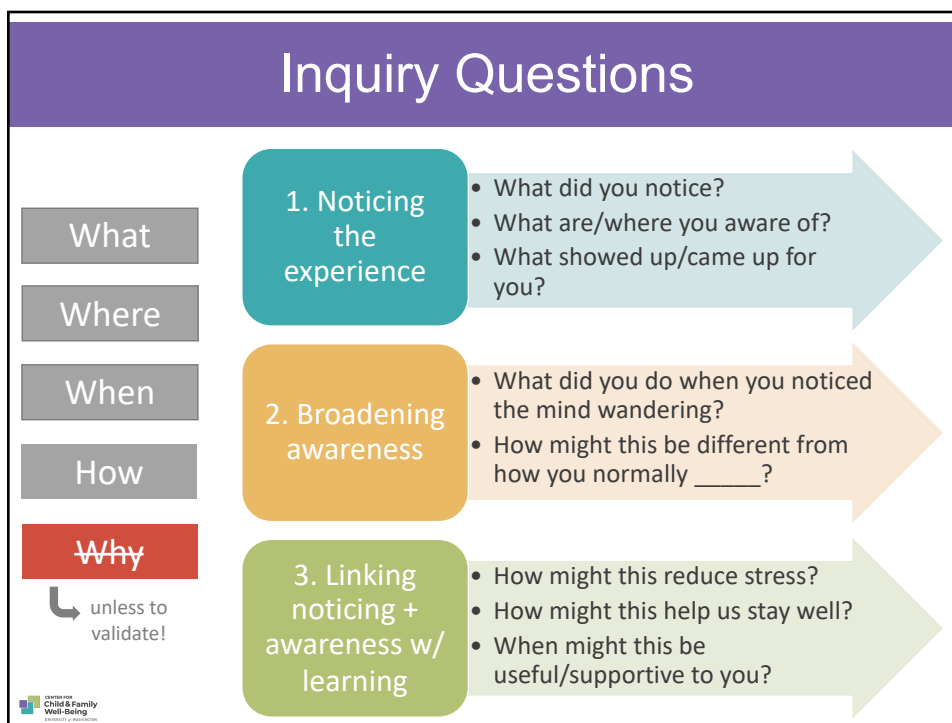 Inquiry Questions
What
Where
When
How
Why
unless to
validate!
1. Noticing
the
experience
• What did you notice?
• What are/where you aware of?
• What showed up/came up for
you?
2. Broadening
awareness
• What did you do when you noticed
the mind wandering?
• How might this be different from
how you normally _____?
3. Linking
noticing +
awareness w/
learning
• How might this reduce stress?
• How might this help us stay well?
• When might this be
useful/supportive to you?
CENTER FOR
Child & Family
Well-Being
UNIVERSITY of WASHINGTON